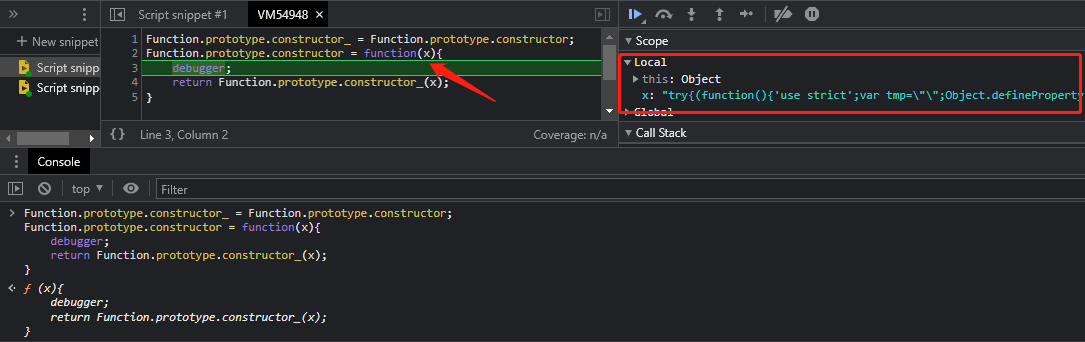 Script snippet #1
VM54948
New snippet
Script snippe
Script snippe
1 Function.prototype.constructor_ = Function.prototype.constructor;
2 Function.prototype.constructor = function(x){
3 debugger;
4 return Function.prototype.constructor_(x);
5 }
{} Line 3, Column 2
Coverage: n/a
Scope
Local
this: Object
x: "try{(function(){'use strict';var tmp=\"\";Object.defineProperty
Global
Call Stack
Console
top
Filter
> Function.prototype.constructor_ = Function.prototype.constructor;
Function.prototype.constructor = function(x){
debugger;
return Function.prototype.constructor_(x);
}
ƒ (x){
debugger;
return Function.prototype.constructor_(x);
}